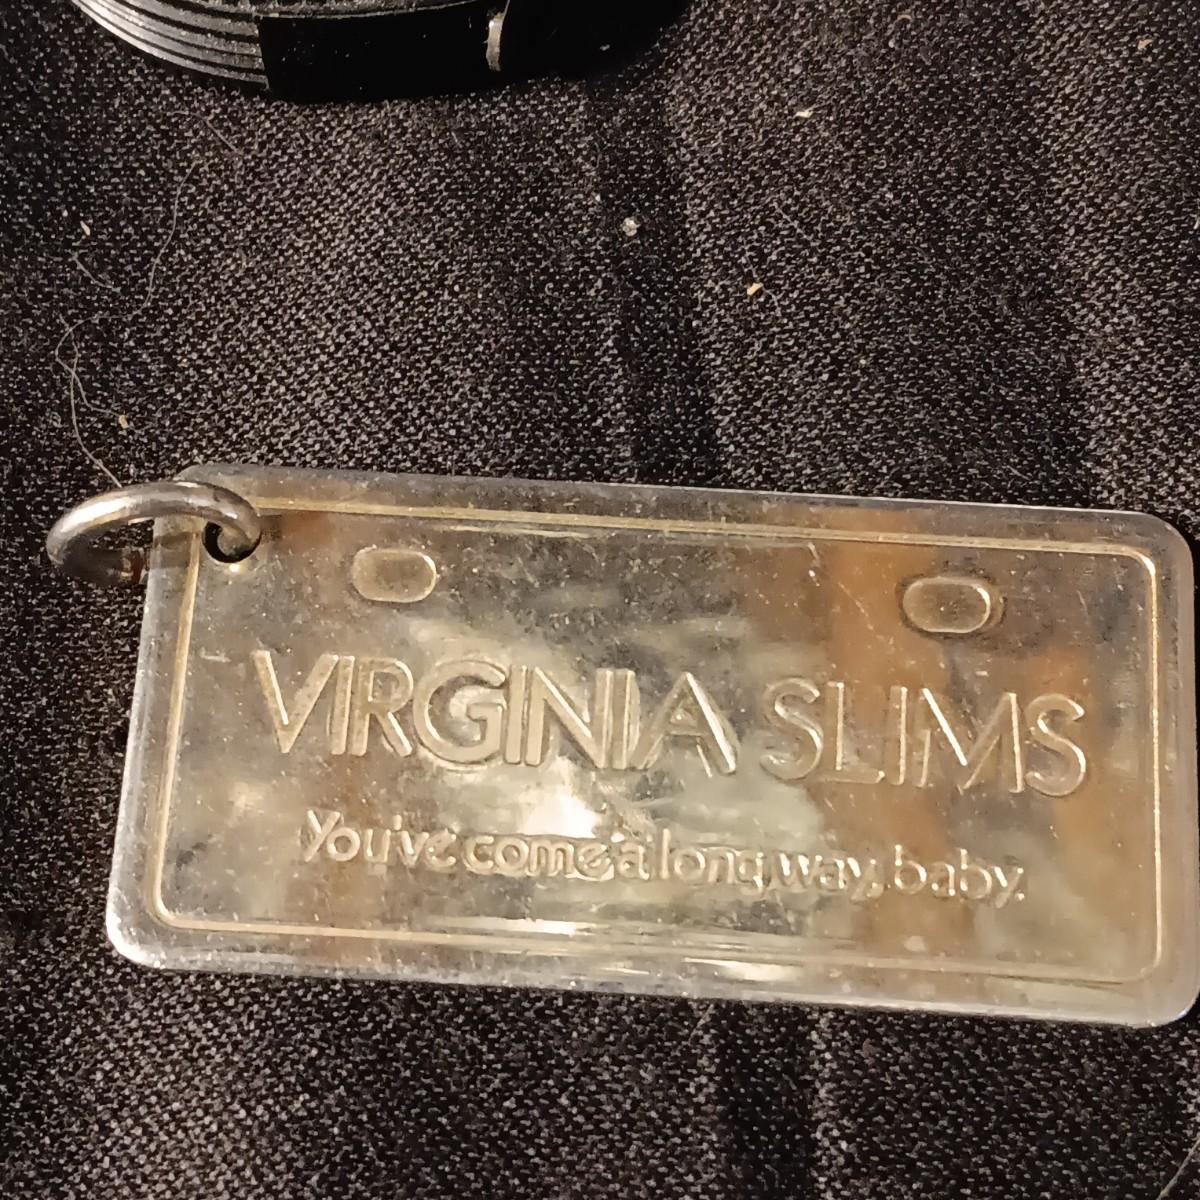 VIRGINIA SLIMS
You've come a long way, baby.